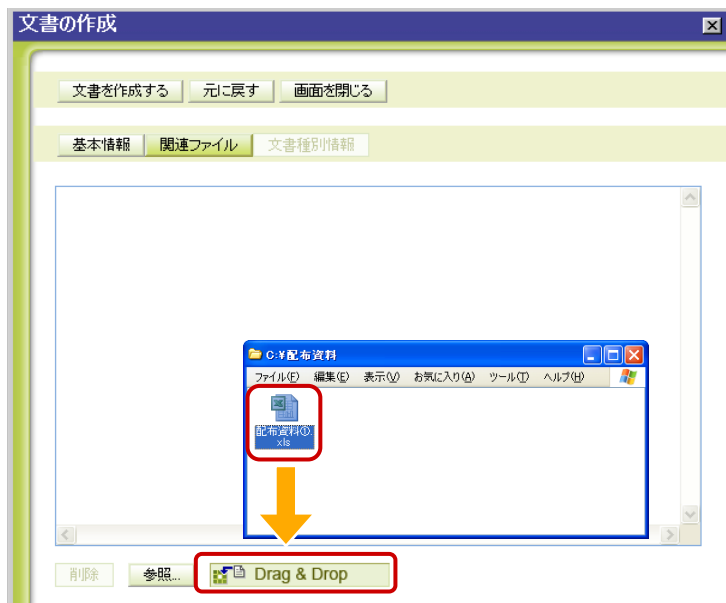 文書の作成
文書を作成する 元に戻す 画面を閉じる
基本情報 関連ファイル 文書種別情報
C:¥配布資料
ファイル(F) 編集(E) 表示(V) お気に入り(A) ツール(T) ヘルプ(H)
配布資料①.
xls
削除 参照... Drag & Drop